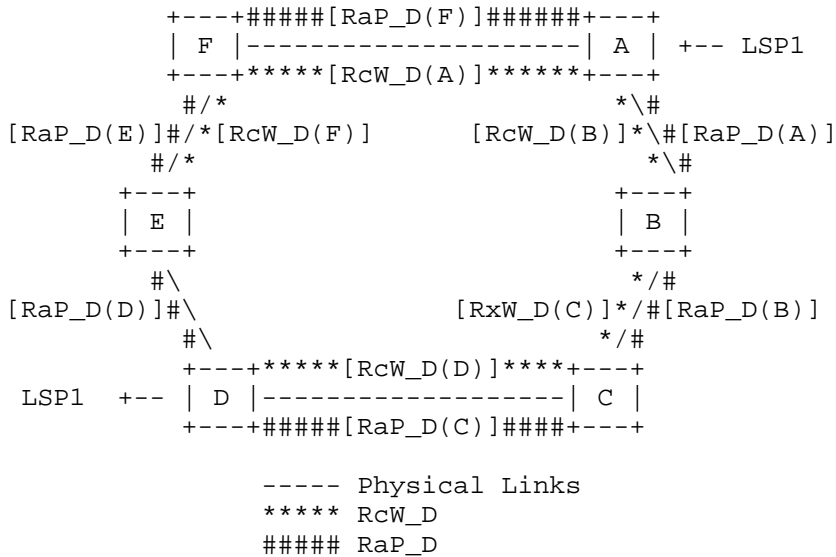 +---+#####[RaP_D(F)]######+---+
| F |----------------------| A | +-- LSP1
+---+*****[RcW_D(A)]******+---+
#/* *\#
[RaP_D(E)]#/*[RcW_D(F)] [RcW_D(B)]*\#[RaP_D(A)]
#/* *\#
+---+ +---+
| E | | B |
+---+ +---+
#\ */#
[RaP_D(D)]#\ [RxW_D(C)]*/#[RaP_D(B)]
#\ */#
+---+*****[RcW_D(D)]****+---+
LSP1 +-- | D |--------------------| C |
+---+#####[RaP_D(C)]####+---+
----- Physical Links
***** RcW_D
##### RaP_D